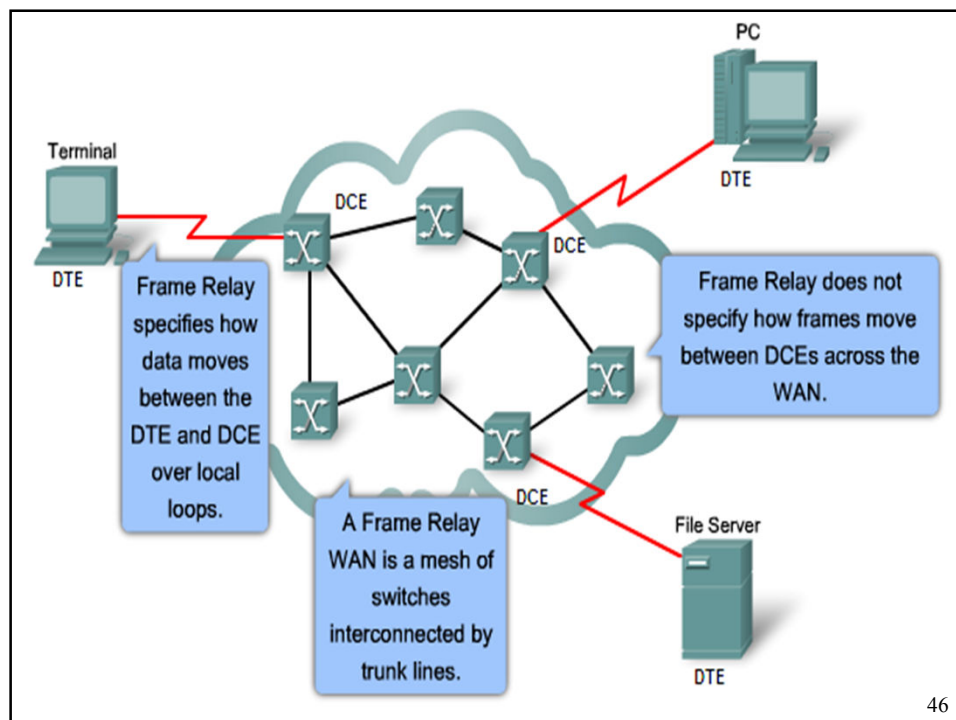 PC
DTE
Terminal
DTE
DCE
DCE
Frame Relay
specifies how
data moves
between the
DTE and DCE
over local
loops.
Frame Relay does not
specify how frames move
between DCEs across the
WAN.
DCE
A Frame Relay
WAN is a mesh of
switches
interconnected by
trunk lines.
File Server
DTE
46